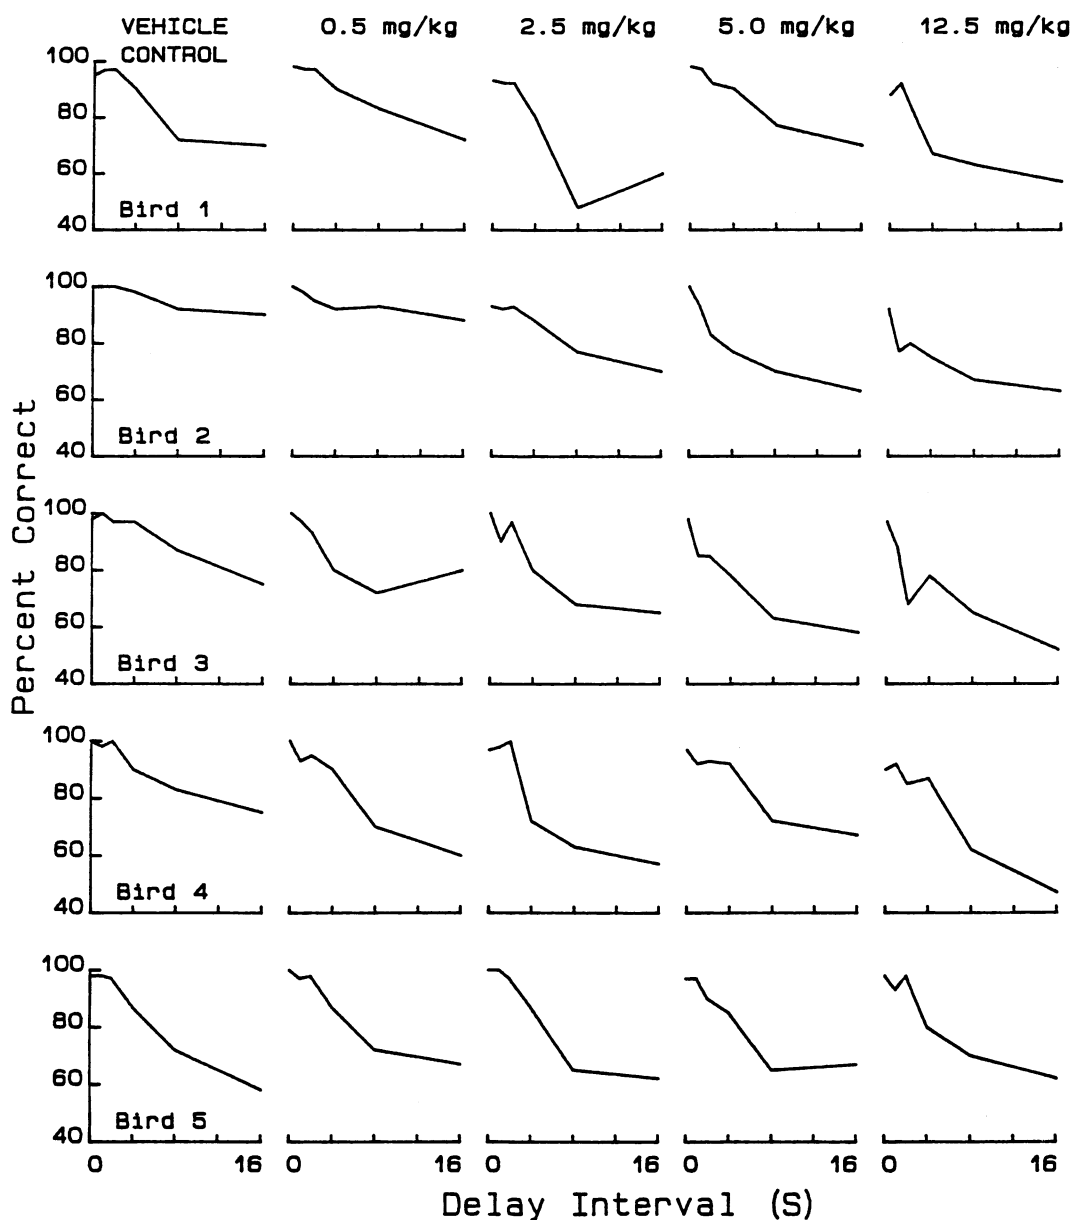 VEHICLE CONTROL 0.5 mg/kg 2.5 mg/kg 5.0 mg/kg 12.5 mg/kg
100
80
60
40
Bird 1
100
80
60
40
Bird 2
100
80
60
40
Bird 3
100
80
60
40
Bird 4
100
80
60
40
Bird 5
Percent Correct
0 16 0 16 0 16 0 16 0 16
Delay Interval (S)